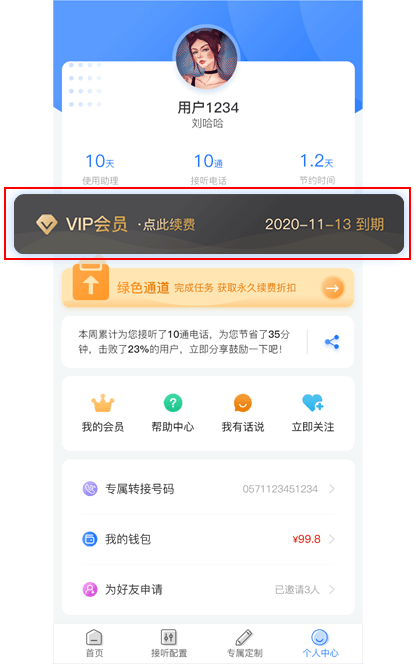 用户1234
刘哈哈
10天
10通
1.2天
使用助理
接听电话
节约时间
VIP会员 ·点此续费 2020-11-13 到期
绿色通道 完成任务 获取永久续费折扣
本周累计为您接听了10通电话，为您节省了35分
钟，击败了23%的用户，立即分享鼓励一下吧！
我的会员
帮助中心
我有话说
立即关注
专属转接号码 0571123451234
我的钱包 ¥99.8
为好友申请 已邀请3人
首页
接听配置
专属定制
个人中心